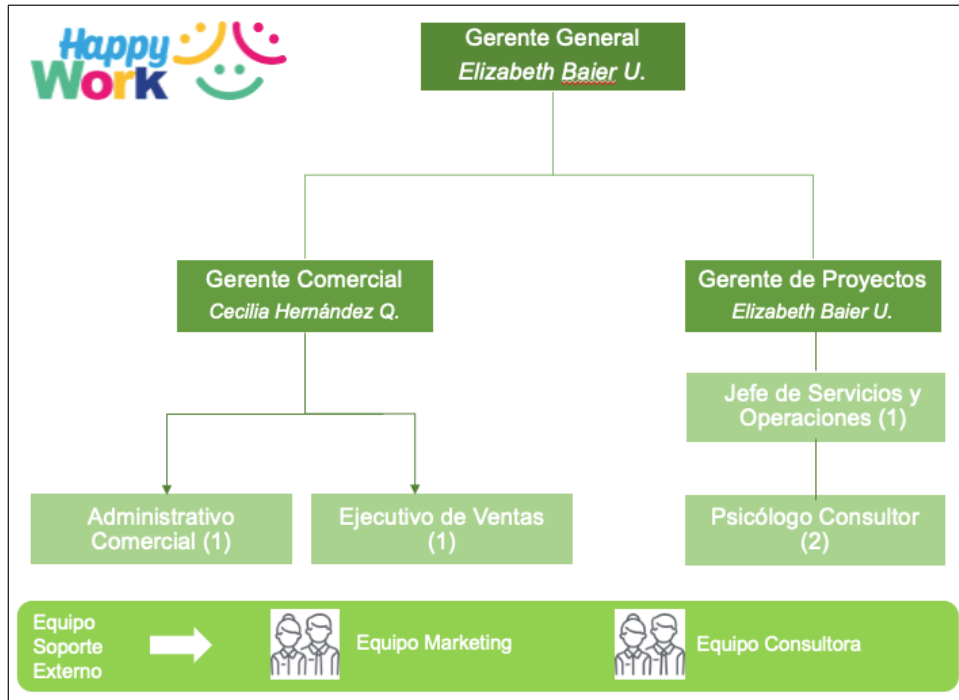 Happy
Work
Gerente General
Elizabeth Baier U.
Gerente Comercial
Cecilia Hernández Q.
Gerente de Proyectos
Elizabeth Baier U.
Jefe de Servicios y
Operaciones (1)
Administrativo
Comercial (1)
Ejecutivo de Ventas
(1)
Psicólogo Consultor
(2)
Equipo
Soporte
Externo
Equipo Marketing
Equipo Consultora